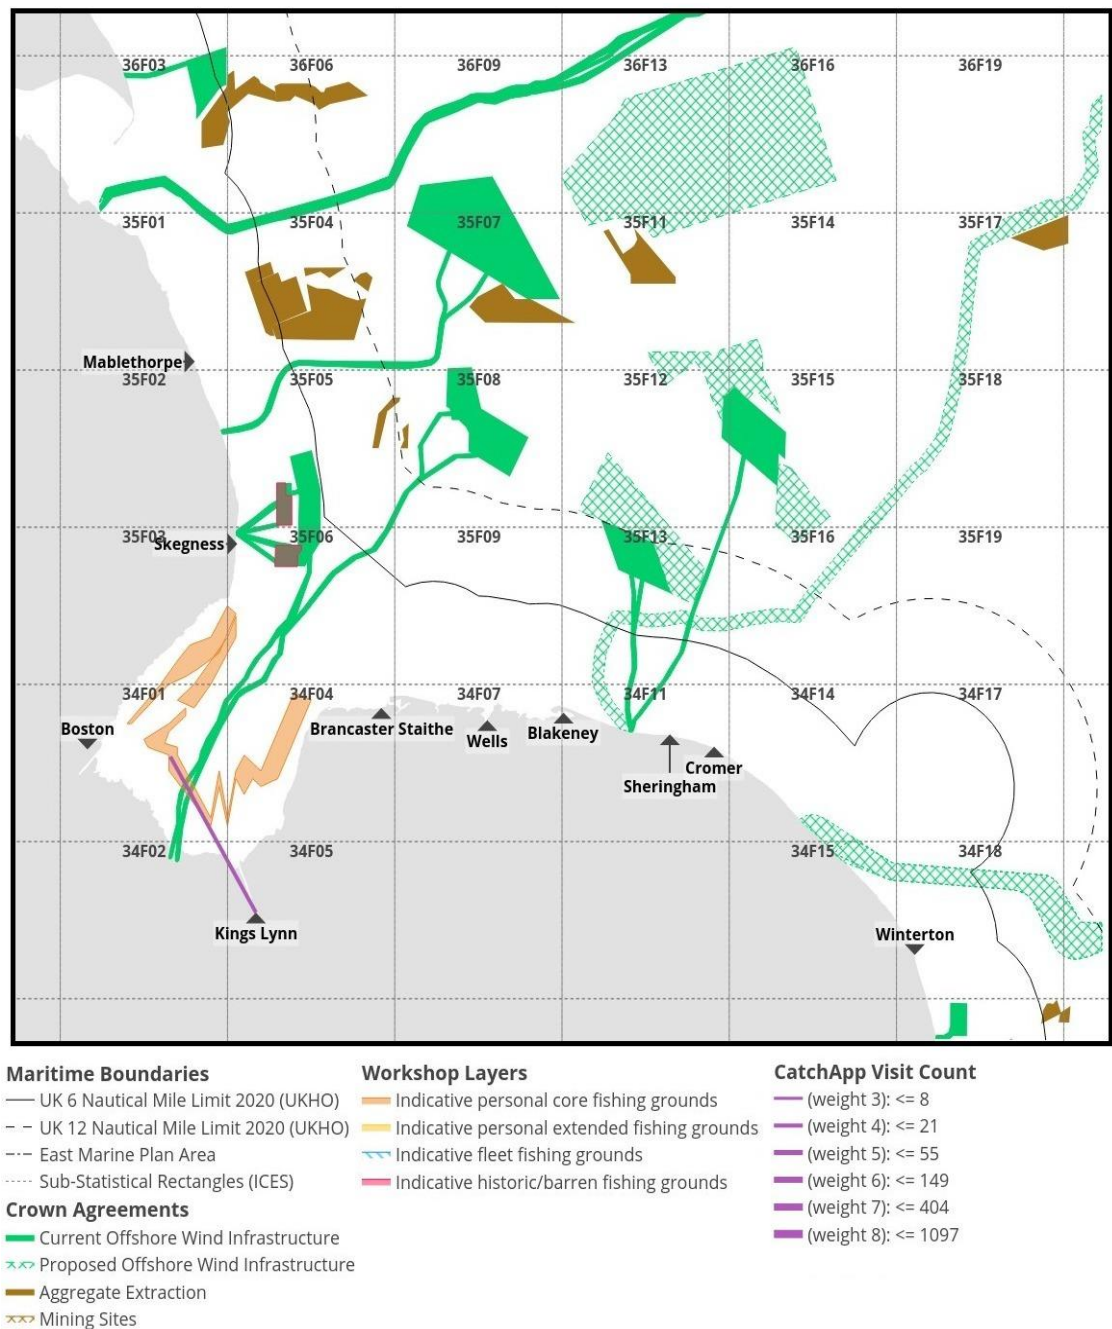 36F03 36F06 36F09 36F13 36F16 36F19
35F01 35F04 35F07 35F11 35F14 35F17
Mablethorpe
35F02 35F05 35F08 35F12 35F15 35F18
35F03 35F06 35F09 35F13 35F16 35F19
Skegness
34F01 34F04 34F07 34F11 34F14 34F17
Boston Brancaster Staithe Wells Blakeney
Cromer
Sheringham
34F02 34F05 34F15 34F18
Kings Lynn Winterton
Maritime Boundaries
UK 6 Nautical Mile Limit 2020 (UKHO)
UK 12 Nautical Mile Limit 2020 (UKHO)
East Marine Plan Area
Sub-Statistical Rectangles (ICES)
Crown Agreements
Current Offshore Wind Infrastructure
Proposed Offshore Wind Infrastructure
Aggregate Extraction
Mining Sites
Workshop Layers
Indicative personal core fishing grounds
Indicative personal extended fishing grounds
Indicative fleet fishing grounds
Indicative historic/barren fishing grounds
CatchApp Visit Count
(weight 3): <= 8
(weight 4): <= 21
(weight 5): <= 55
(weight 6): <= 149
(weight 7): <= 404
(weight 8): <= 1097